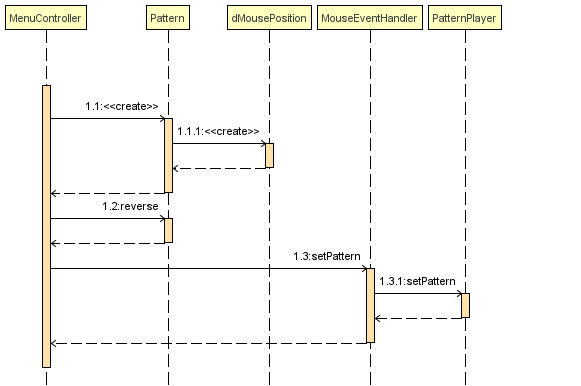 MenuController Pattern dMousePosition MouseEventHandler PatternPlayer
1.1:<<create>>
1.1.1:<<create>>
1.2:reverse
1.3:setPattern
1.3.1:setPattern